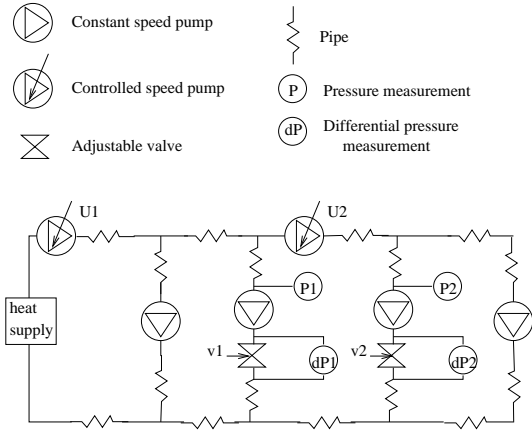 Constant speed pump
Pipe
Controlled speed pump
P
Pressure measurement
Adjustable valve
dP
Differential pressure
measurement
U1
U2
P1
P2
heat
supply
v1
dP1
v2
dP2